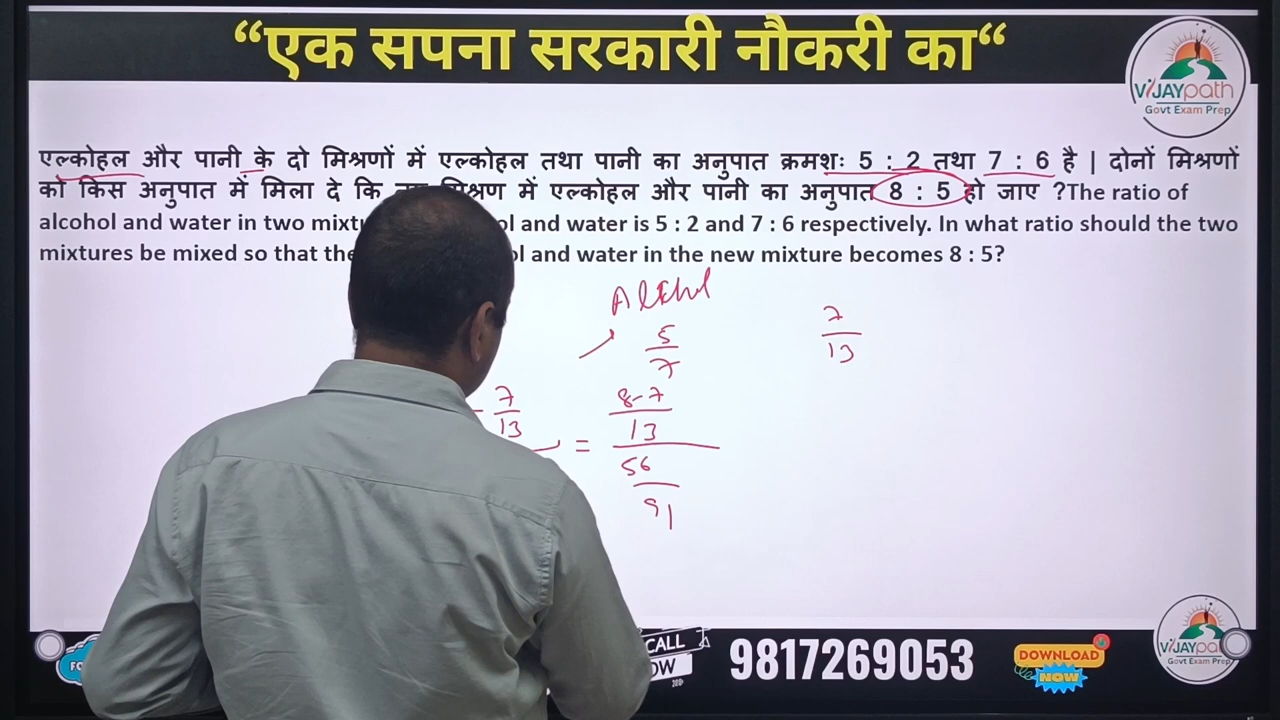 “एक सपना सरकारी नौकरी का“
VIJAYpath
Govt Exam Prep
एल्कोहल और पानी के दो मिश्रणों में एल्कोहल तथा पानी का अनुपात क्रमशः 5 : 2 तथा 7 : 6 है | दोनों मिश्रणों
को किस अनुपात में मिला दे कि मिश्रण में एल्कोहल और पानी का अनुपात 8 : 5 हो जाए ?The ratio of
alcohol and water in two and water is 5 : 2 and 7 : 6 respectively. In what ratio should the two
mixtures be mixed so that the and water in the new mixture becomes 8 : 5?
5/7
7/13
- 7/13
=
8-7
13
56
91
CALL
NOW
9817269053
DOWNLOAD
NOW
VIJAYpath
Govt Exam Prep